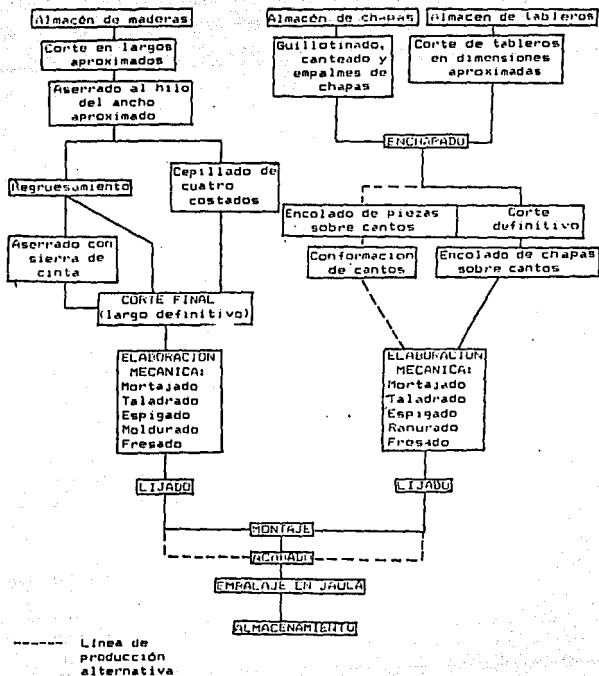 Almacén de maderas
Almacén de chapas
Almacen de tableros
Corte en largos
aproximados
Guillotinado,
canteado y
empalmes de
chapas
Corte de tableros
en dimensiones
aproximadas
Aserrado al hilo
del ancho
aproximado
ENCHAPADO
Regruesamiento
Cepillado de
cuatro
costados
Encolado de piezas
sobre cantos
Corte
definitivo
Aserrado con
sierra de
cinta
Conformacion
de cantos
Encolado de chapas
sobre cantos
CORTE FINAL
(largo definitivo)
ELABORACION
MECANICA:
Mortajado
Taladrado
Espigado
Moldurado
Fresado
ELABORACION
MECANICA:
Mortajado
Taladrado
Espigado
Ranurado
Fresado
LIJADO
LIJADO
MONTAJE
ACABADO
EMBALAJE EN JAULA
ALMACENAMIENTO
Línea de
producción
alternativa